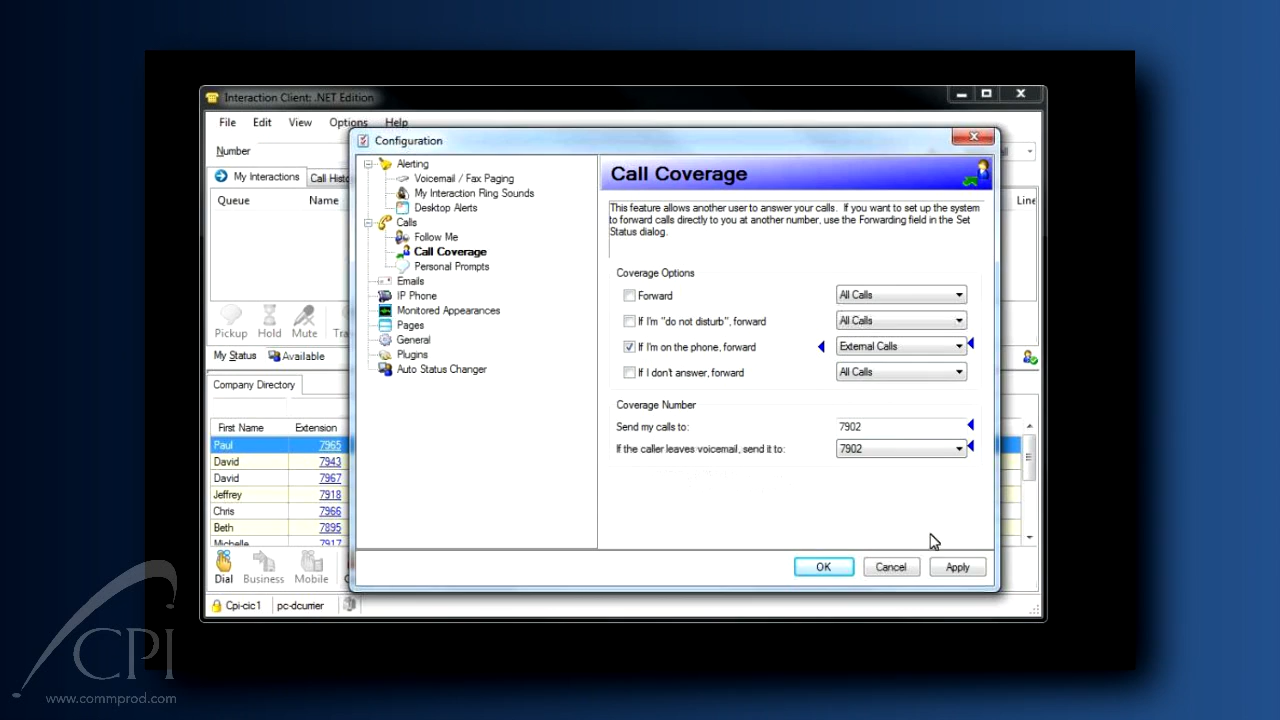 Interaction Client: .NET Edition
File Edit View Options Help
Number
My Interactions
Queue Name Line
Pickup Hold Mute
My Status Available
Company Directory
First Name Extension
Paul 7965
David 7943
David 7967
Jeffrey 7918
Chris 7966
Beth 7895
Michelle 7917
Dial Business Mobile
Cpi-cic1 pc-dcurrier
Configuration
Alerting
Voicemail / Fax Paging
My Interaction Ring Sounds
Desktop Alerts
Calls
Follow Me
Call Coverage
Personal Prompts
Emails
IP Phone
Monitored Appearances
Pages
General
Plugins
Auto Status Changer
Call Coverage
This feature allows another user to answer your calls. If you want to set up the system
to forward calls directly to you at another number, use the Forwarding field in the Set
Status dialog.
Coverage Options
Forward All Calls
If I'm "do not disturb", forward All Calls
If I'm on the phone, forward External Calls
If I don't answer, forward All Calls
Coverage Number
Send my calls to: 7902
If the caller leaves voicemail, send it to: 7902
OK Cancel Apply
CPI
www.commprod.com